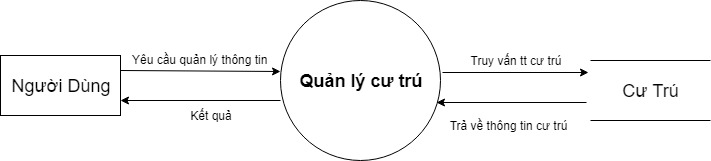 Yêu cầu quản lý thông tin
Người Dùng
Kết quả
Quản lý cư trú
Truy vấn tt cư trú
Cư Trú
Trả về thông tin cư trú